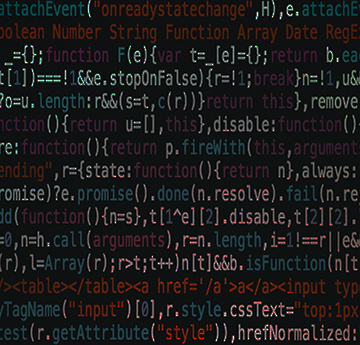 attachEvent("onreadystatechange",H),e.attachE
oolean Number String Function Array Date RegE
_={};function F(e){var t=_[e]={};return b.ea
t[1])===!1&&e.stopOnFalse){r=!1;break}n=!1,u&
?o=u.length:r&&(s=t,c(r))}return this},remove
nction(){return u=[],this},disable:function()
re:function(){return p.fireWith(this,arguments
ending",r={state:function(){return n},always:
romise)?e.promise().done(n.resolve).fail(n.re
dd(function(){n=s},t[1^e][2].disable,t[2][2].
=0,n=h.call(arguments),r=n.length,i=1!==r||e&
(r),l=Array(r);r>t;t++)n[t]&&b.isFunction(n[t
/><table></table><a href='/a'>a</a><input typ
yTagName("input")[0],r.style.cssText="top:1px
test(r.getAttribute("style")),hrefNormalized: